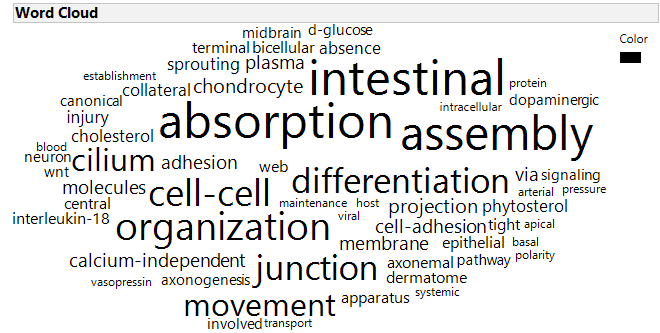 Word Cloud
Color
midbrain d-glucose
terminal bicellular absence
sprouting plasma
establishment
collateral chondrocyte
intestinal
protein
canonical
intracellular dopaminergic
injury
absorption
assembly
cholesterol
blood
neuron
cilium
adhesion
web
wnt
differentiation
via signaling
molecules
cell-cell
arterial pressure
central
maintenance host
projection phytosterol
interleukin-18
organization
viral
cell-adhesion tight apical
membrane epithelial basal
calcium-independent
junction
axonemal pathway polarity
vasopressin axonogenesis
dermatome
movement
apparatus systemic
involved transport